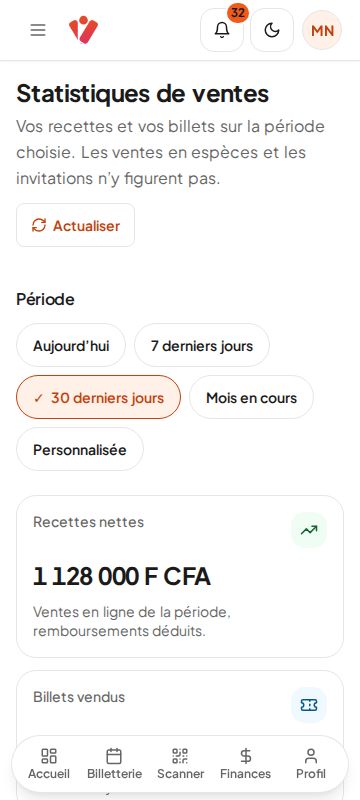 32
MN
Statistiques de ventes
Vos recettes et vos billets sur la période
choisie. Les ventes en espèces et les
invitations n’y figurent pas.
Actualiser
Période
Aujourd’hui
7 derniers jours
✓ 30 derniers jours
Mois en cours
Personnalisée
Recettes nettes
1 128 000 F CFA
Ventes en ligne de la période,
remboursements déduits.
Billets vendus
Accueil
Billetterie
Scanner
Finances
Profil